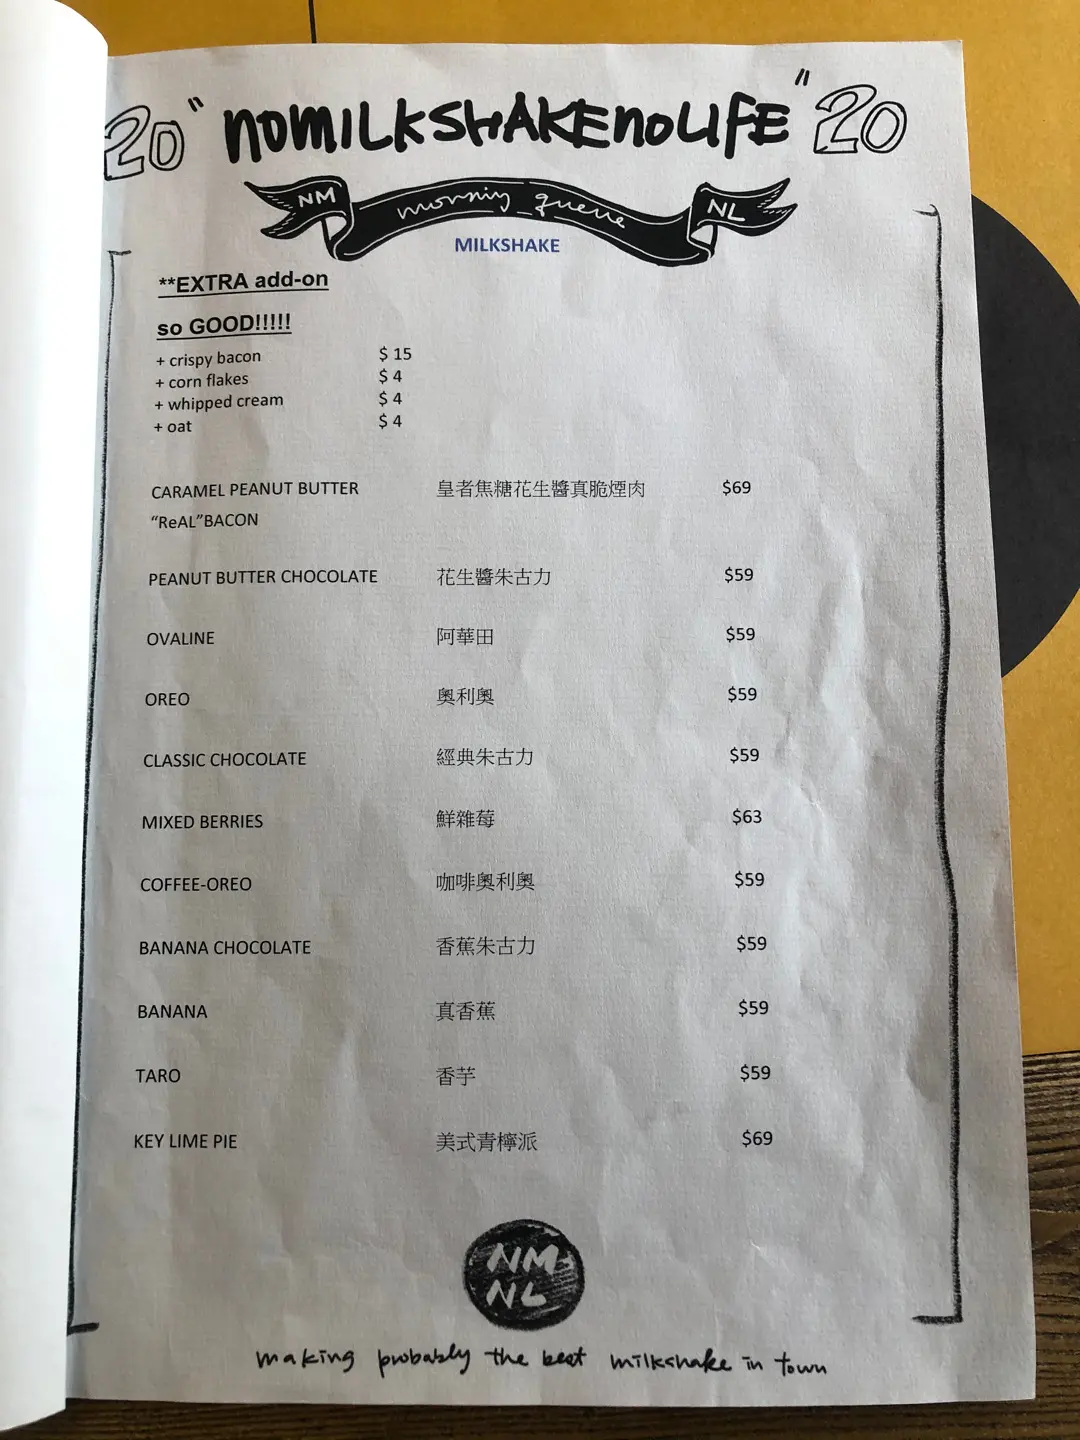 20 "nOMILKSHAKEnOLIFE" 20
NM morning queue NL
MILKSHAKE
**EXTRA add-on
so GOOD!!!!!
+ crispy bacon $ 15
+ corn flakes $ 4
+ whipped cream $ 4
+ oat $ 4
CARAMEL PEANUT BUTTER 皇者焦糖花生醬真脆煙肉 $69
“ReAL”BACON
PEANUT BUTTER CHOCOLATE 花生醬朱古力 $59
OVALINE 阿華田 $59
OREO 奧利奧 $59
CLASSIC CHOCOLATE 經典朱古力 $59
MIXED BERRIES 鮮雜莓 $63
COFFEE-OREO 咖啡奧利奧 $59
BANANA CHOCOLATE 香蕉朱古力 $59
BANANA 真香蕉 $59
TARO 香芋 $59
KEY LIME PIE 美式青檸派 $69
NM
NL
making probably the best milkshake in town